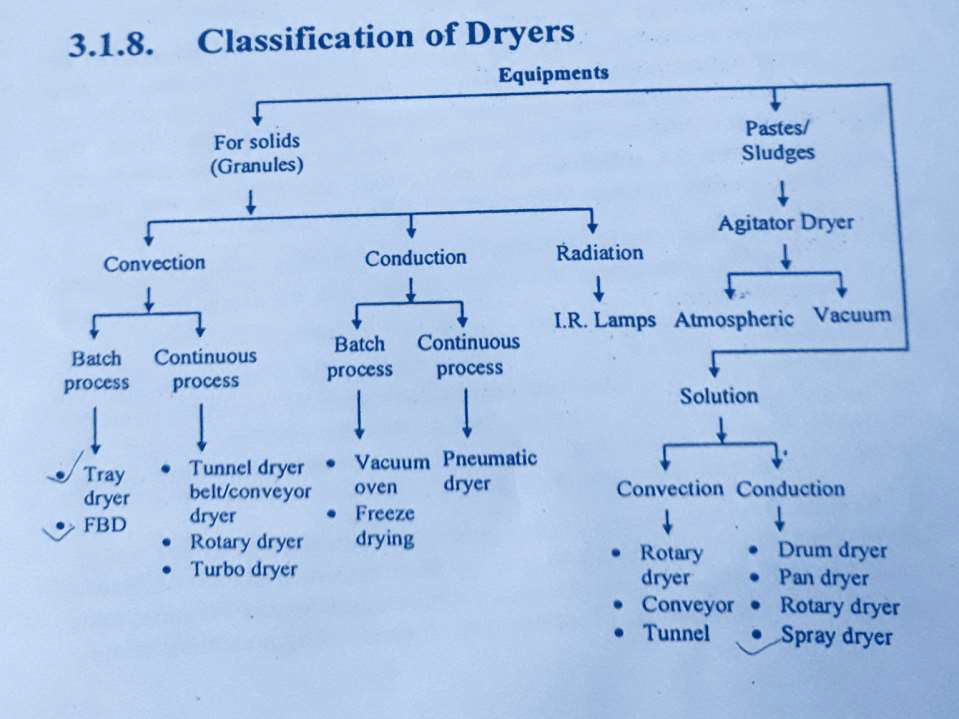 3.1.8. Classification of Dryers
Equipments
For solids
(Granules)
Pastes/
Sludges
Agitator Dryer
Convection
Conduction
Radiation
I.R. Lamps
Atmospheric
Vacuum
Batch
process
Continuous
process
Batch
process
Continuous
process
Solution
• Tray
dryer
• FBD
• Tunnel dryer
belt/conveyor
dryer
• Rotary dryer
• Turbo dryer
• Vacuum
oven
• Freeze
drying
Pneumatic
dryer
Convection
Conduction
• Rotary
dryer
• Conveyor
• Tunnel
• Drum dryer
• Pan dryer
• Rotary dryer
• Spray dryer